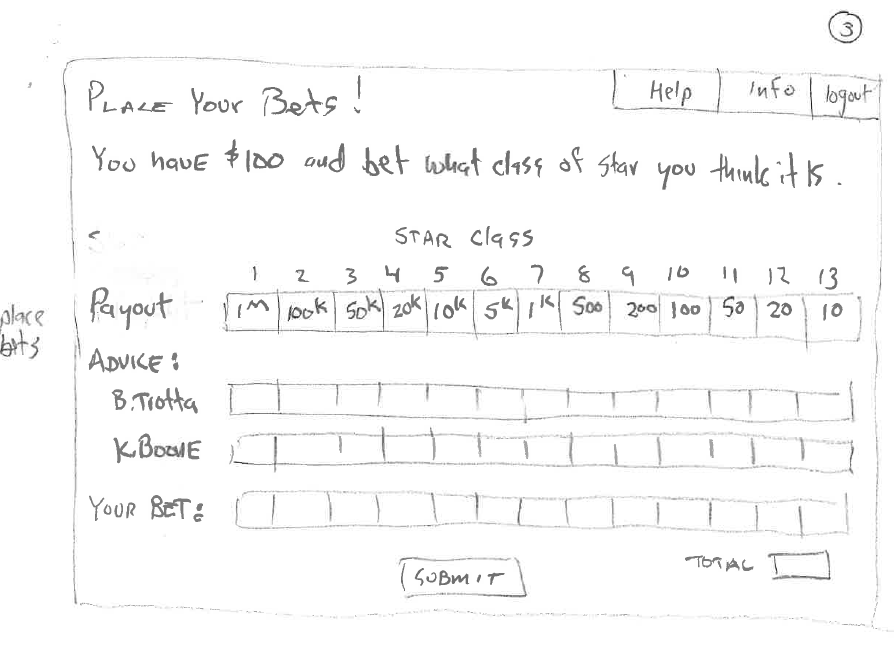 3
Help Info logout
PLACE Your Bets!
You have $100 and bet what class of star you think it is.
STAR Class
1 2 3 4 5 6 7 8 9 10 11 12 13
Payout 1M 100K 50K 20K 10K 5K 1K 500 200 100 50 20 10
place
bets
ADVICE:
B. Trotta
K BOONE
YOUR BET:
SUBMIT
TOTAL